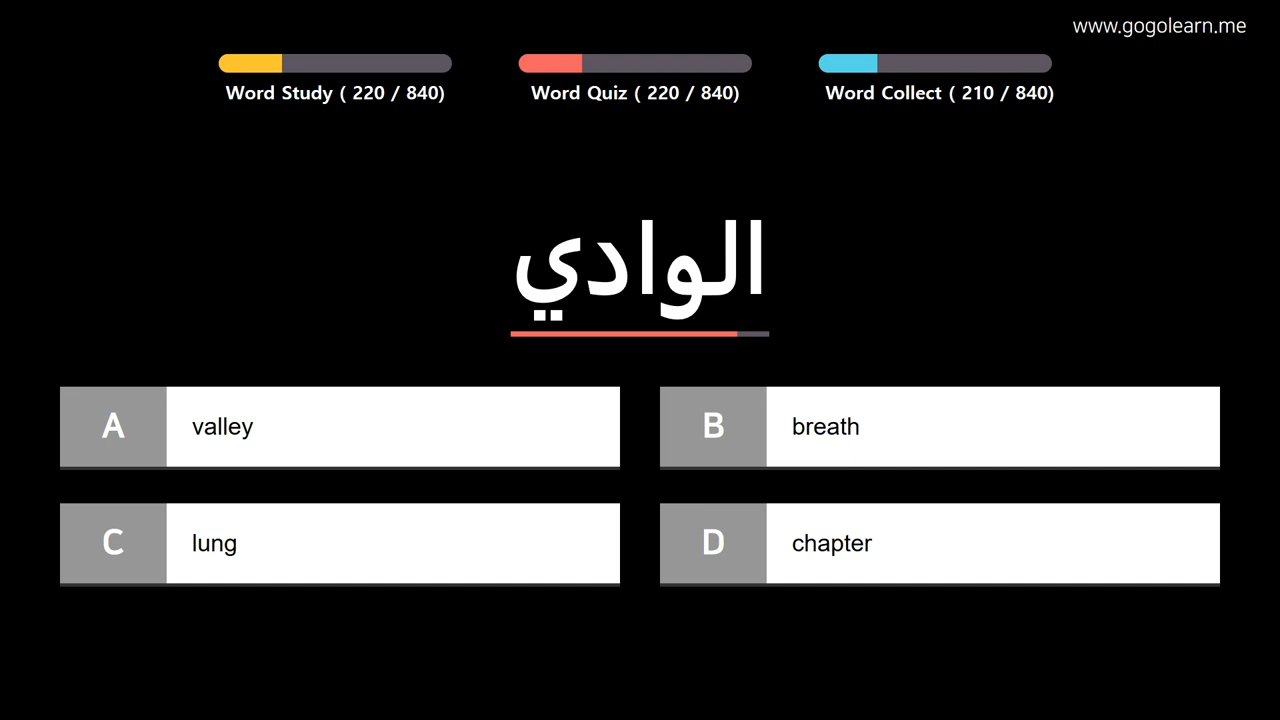 www.gogolearn.me
Word Study ( 220 / 840)
Word Quiz ( 220 / 840)
Word Collect ( 210 / 840)
الوادي
A valley
B breath
C lung
D chapter